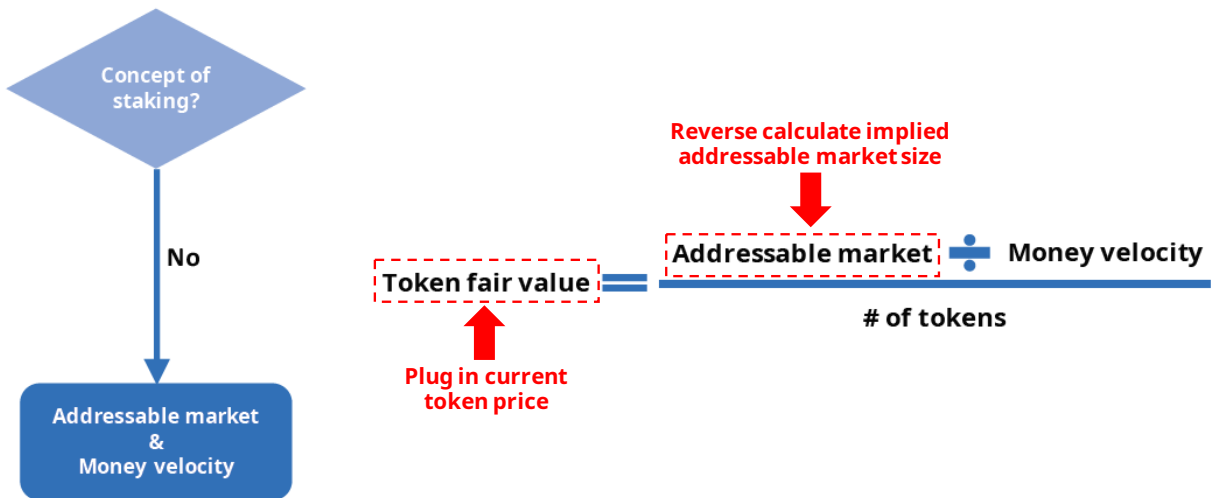 Concept of
staking?
No
Addressable market
&
Money velocity
Token fair value
Plug in current
token price
Reverse calculate implied
addressable market size
Addressable market ÷ Money velocity
# of tokens